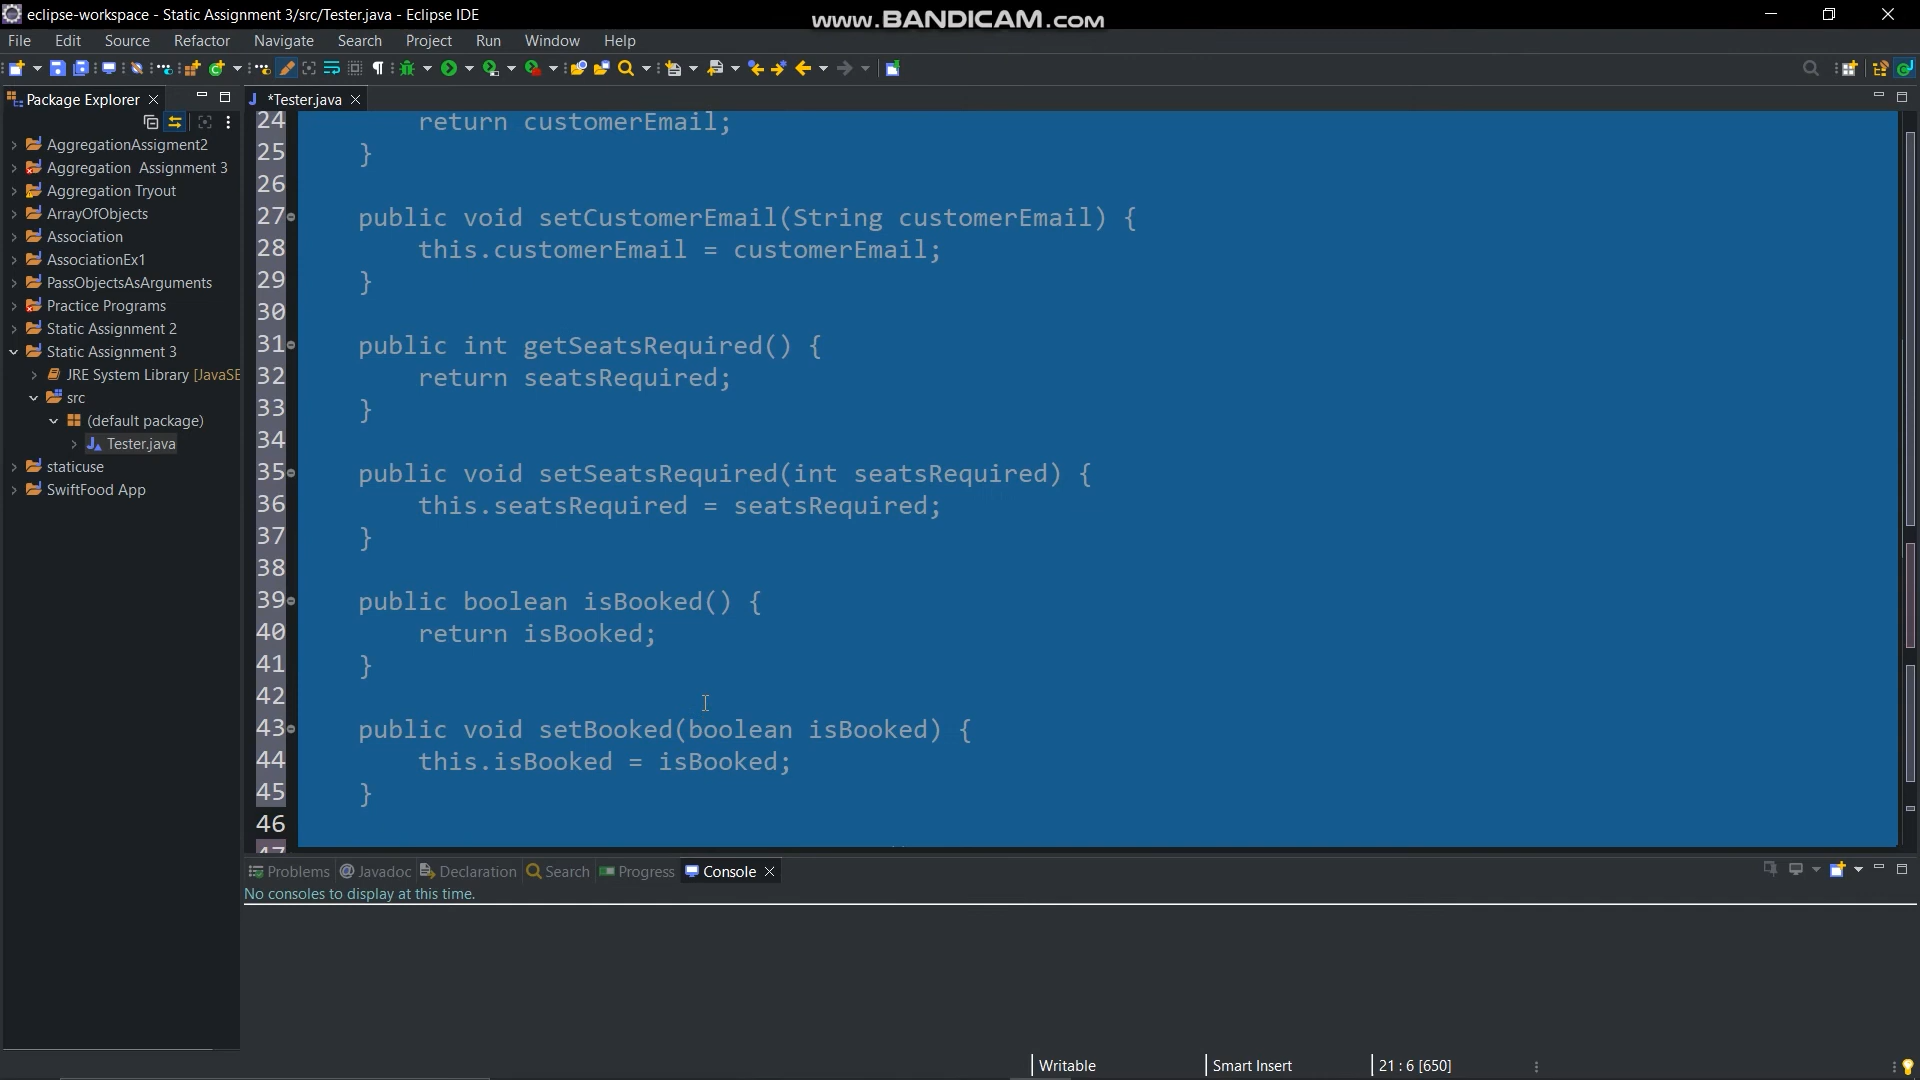 eclipse-workspace - Static Assignment 3/src/Tester.java - Eclipse IDE
www.BANDICAM.com
File Edit Source Refactor Navigate Search Project Run Window Help
Package Explorer
*Tester.java
AggregationAssigment2
Aggregation Assignment 3
Aggregation Tryout
ArrayOfObjects
Association
AssociationEx1
PassObjectsAsArguments
Practice Programs
Static Assignment 2
Static Assignment 3
JRE System Library [JavaSE
src
(default package)
Tester.java
staticuse
SwiftFood App
24 return customerEmail;
25 }
26
27 public void setCustomerEmail(String customerEmail) {
28 this.customerEmail = customerEmail;
29 }
30
31 public int getSeatsRequired() {
32 return seatsRequired;
33 }
34
35 public void setSeatsRequired(int seatsRequired) {
36 this.seatsRequired = seatsRequired;
37 }
38
39 public boolean isBooked() {
40 return isBooked;
41 }
42
43 public void setBooked(boolean isBooked) {
44 this.isBooked = isBooked;
45 }
46
47
Problems @ Javadoc Declaration Search Progress Console
No consoles to display at this time.
Writable Smart Insert 21 : 6 [650]